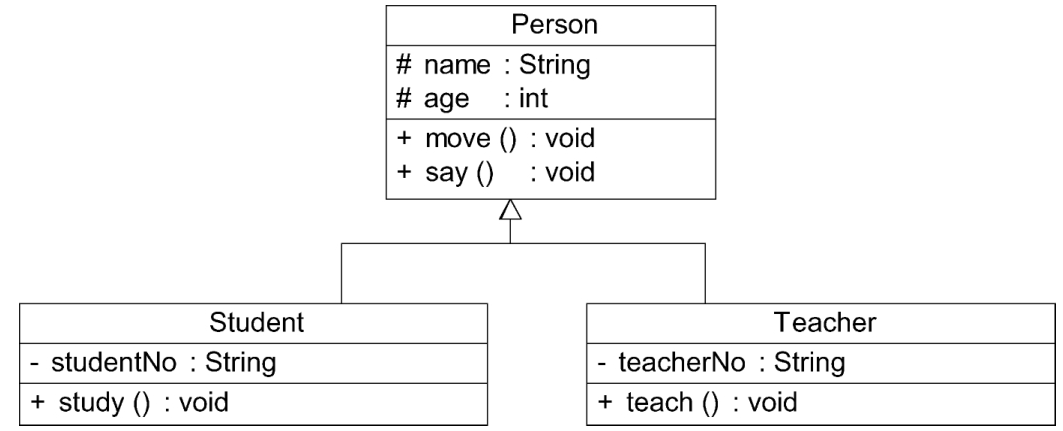 Person
# name : String
# age : int
+ move () : void
+ say () : void
Student
- studentNo : String
+ study () : void
Teacher
- teacherNo : String
+ teach () : void